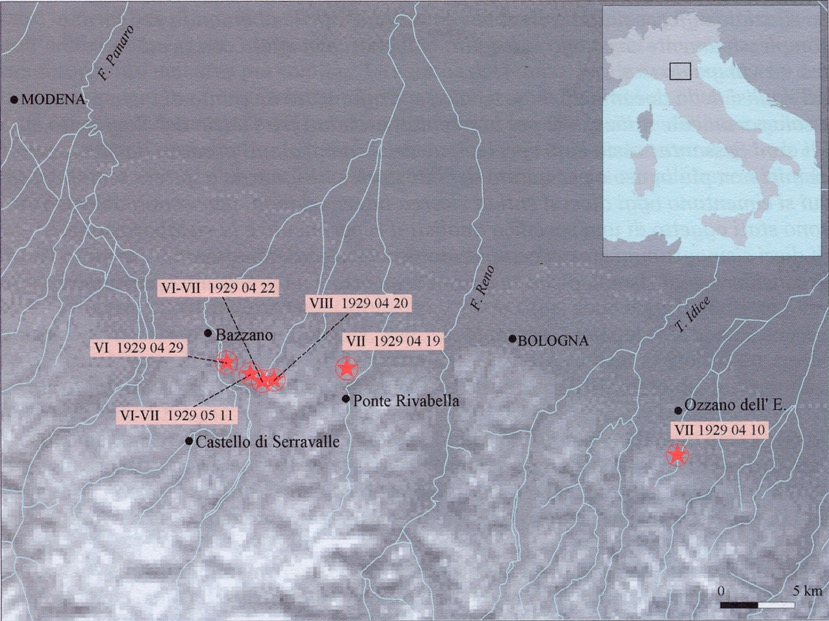 F. Panaro
MODENA
VI-VII 1929 04 22
VIII 1929 04 20
F. Reno
T. Idice
Bazzano
VII 1929 04 19
BOLOGNA
VI 1929 04 29
Ponte Rivabella
Ozzano dell' E.
VI-VII 1929 05 11
VII 1929 04 10
Castello di Serravalle
0 5 km